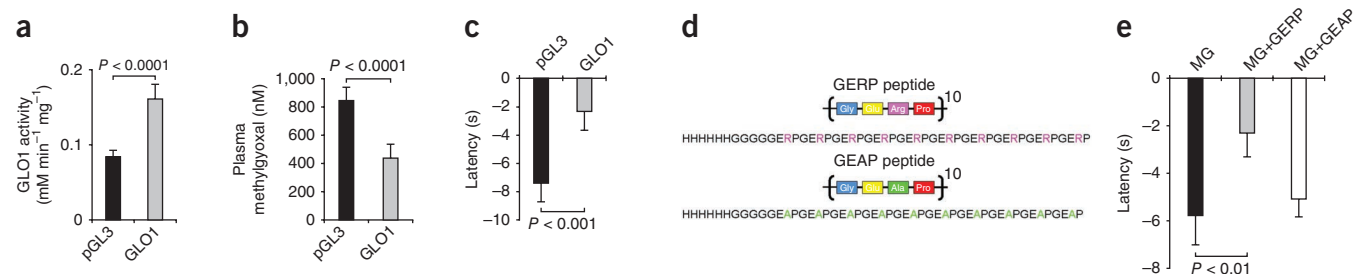 a
GLO1 activity
(mM min⁻¹ mg⁻¹)
0.2
0.1
0
P < 0.0001
pGL3
GLO1
b
Plasma
methylgyoxal (nM)
1,000
800
600
400
200
0
P < 0.0001
pGL3
GLO1
c
pGL3
GLO1
Latency (s)
0
−2
−4
−6
−8
−10
P < 0.001
d
GERP peptide
Gly Glu Arg Pro 10
HHHHHHGGGGGERPGERPGERPGERPGERPGERPGERPGERPGERPGERP
GEAP peptide
Gly Glu Ala Pro 10
HHHHHHGGGGGEAPGEAPGEAPGEAPGEAPGEAPGEAPGEAPGEAPGEAP
e
MG
MG+GERP
MG+GEAP
Latency (s)
0
−2
−4
−6
−8
P < 0.01